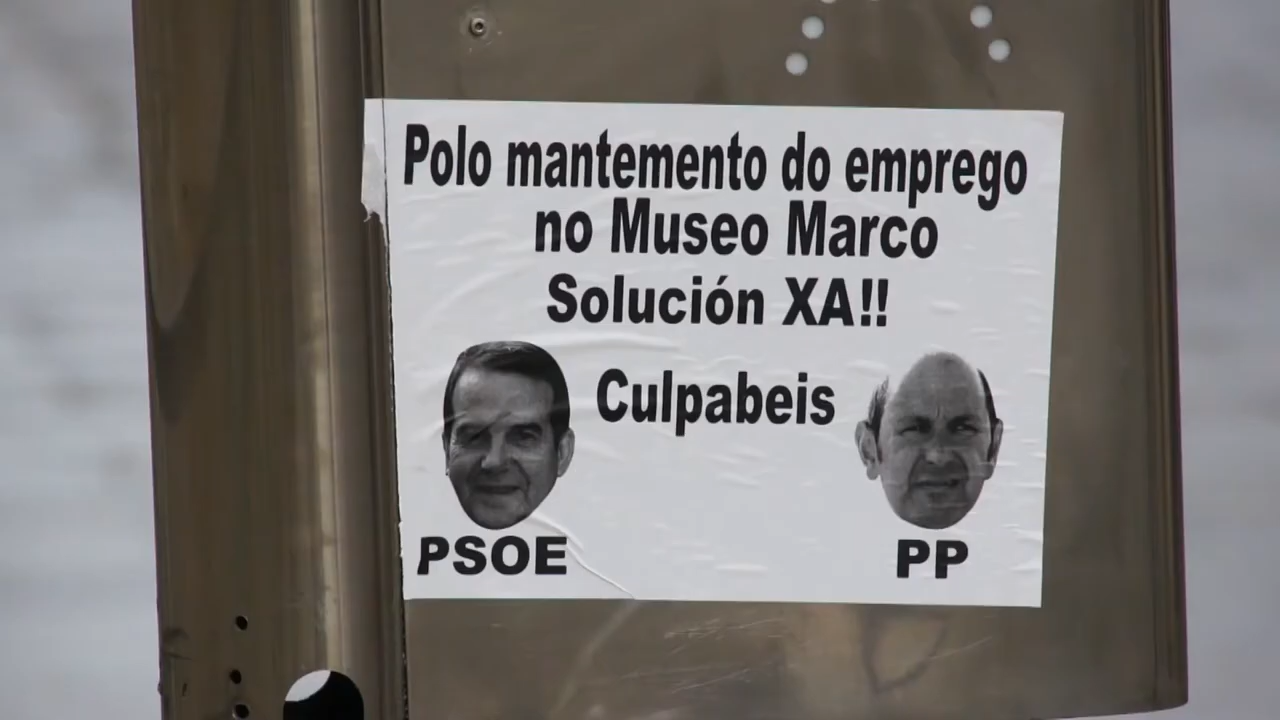 Polo mantemento do emprego
no Museo Marco
Solución XA!!
Culpabeis
PSOE
PP